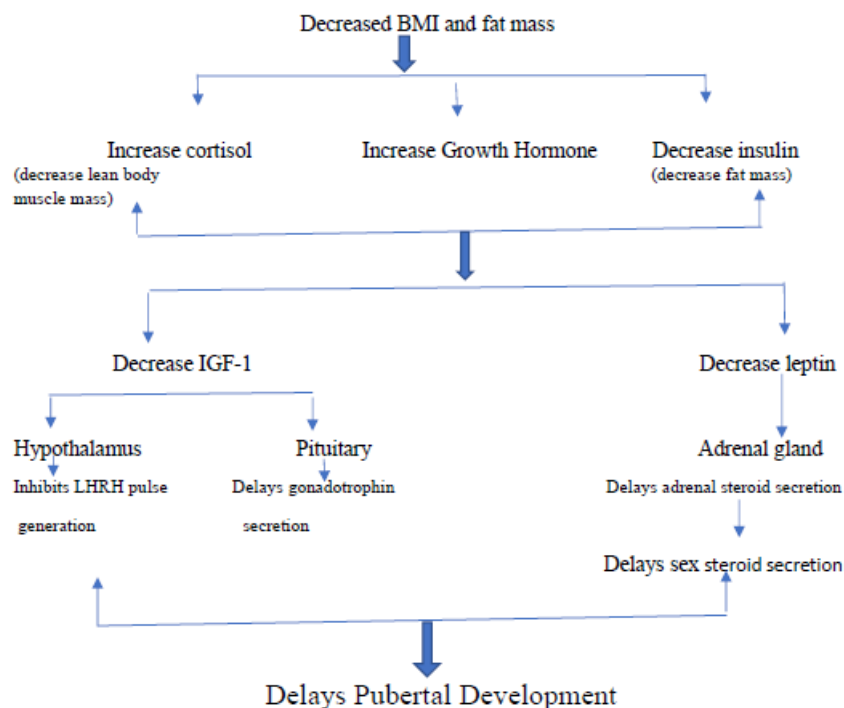 Decreased BMI and fat mass
Increase cortisol
(decrease lean body
muscle mass)
Increase Growth Hormone
Decrease insulin
(decrease fat mass)
Decrease IGF-1
Decrease leptin
Hypothalamus
Inhibits LHRH pulse
generation
Pituitary
Delays gonadotrophin
secretion
Adrenal gland
Delays adrenal steroid secretion
Delays sex steroid secretion
Delays Pubertal Development